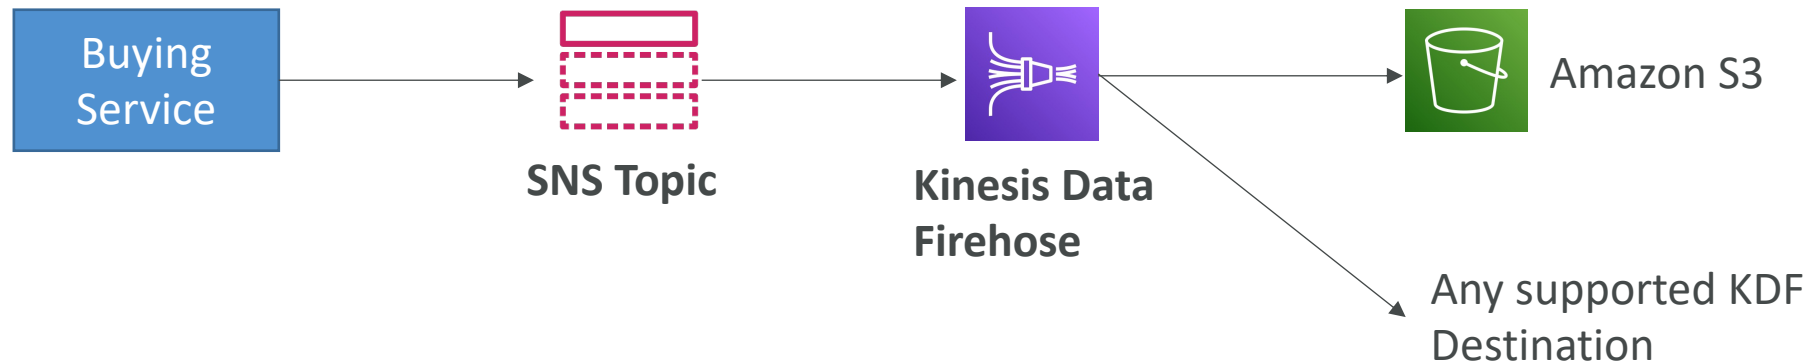 Buying
Service
SNS Topic
Kinesis Data
Firehose
Amazon S3
Any supported KDF
Destination